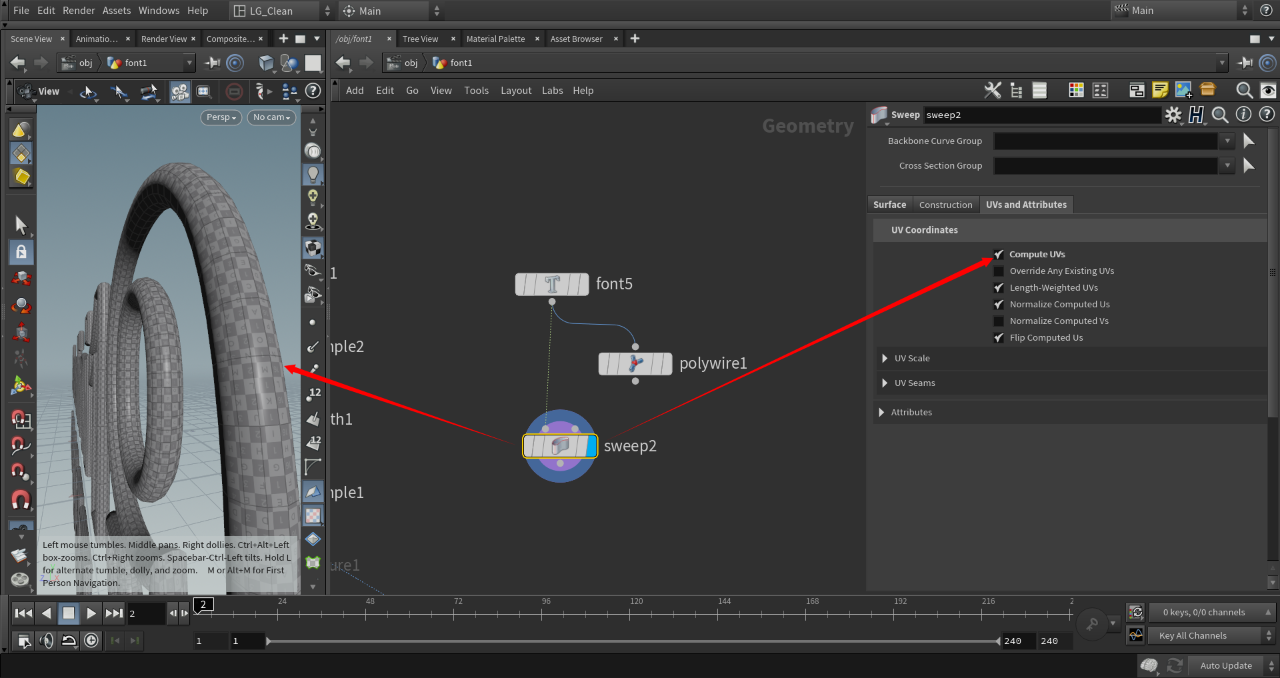 File Edit Render Assets Windows Help LG_Clean Main Main
Scene View × Animatio... × Render View × Composite... × /obj/font1 × Tree View × Material Palette × Asset Browser ×
obj font1 obj font1
View Add Edit Go View Tools Layout Labs Help
Persp No cam Geometry Sweep sweep2
Backbone Curve Group
Cross Section Group
Surface Construction UVs and Attributes
UV Coordinates
Compute UVs
Override Any Existing UVs
Length-Weighted UVs
Normalize Computed Us
Normalize Computed Vs
Flip Computed Us
UV Scale
UV Seams
Attributes
1
font5
nple2
polywire1
12
th1
12
sweep2
nple1
ure1
Left mouse tumbles. Middle pans. Right dollies. Ctrl+Alt+Left
box-zooms. Ctrl+Right zooms. Spacebar-Ctrl-Left tilts. Hold L
for alternate tumble, dolly, and zoom. M or Alt+M for First
Person Navigation.
2 2 24 48 72 96 120 144 168 192 216 2
0 keys, 0/0 channels
1 1 240 240 Key All Channels
Auto Update